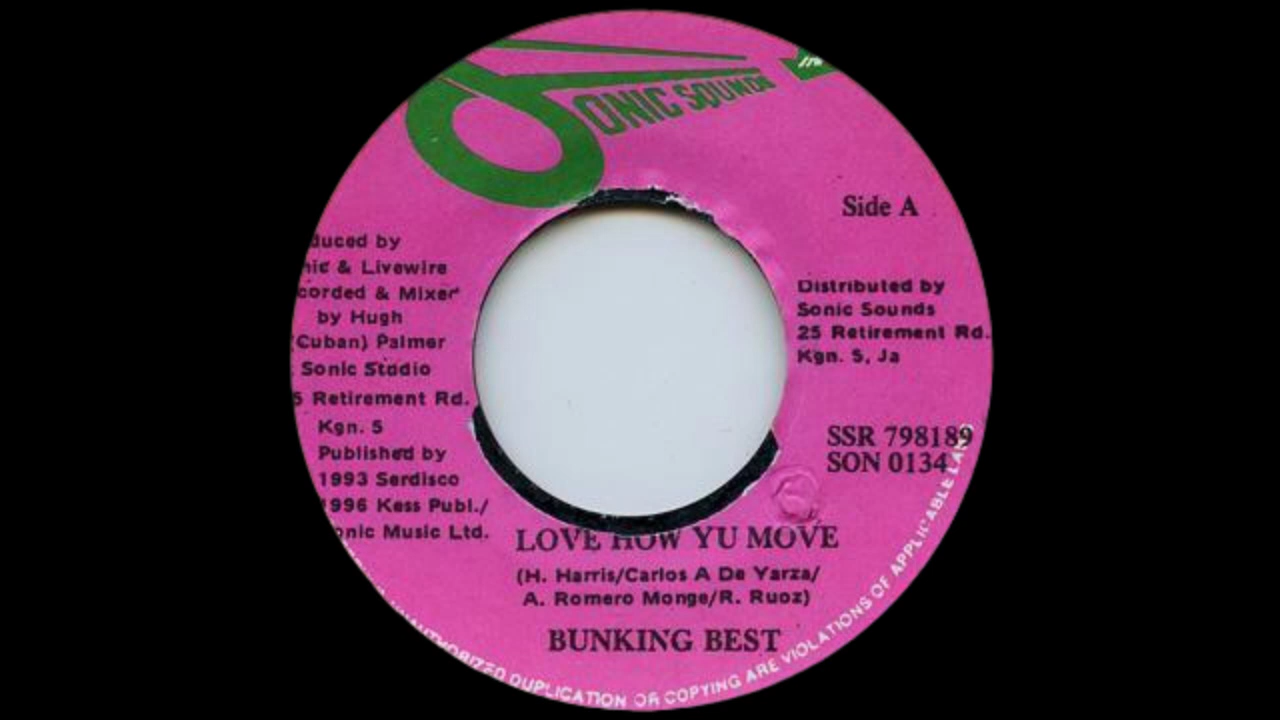 ONIC SOUNDS
Side A
duced by
nic & Livewire
corded & Mixed
by Hugh
(Cuban) Palmer
Sonic Studio
5 Retirement Rd.
Kgn. 5
Published by
1993 Serdisco
1996 Kess Publ./
onic Music Ltd.
Distributed by
Sonic Sounds
25 Retirement Rd.
Kgn. 5, Ja
SSR 798189
SON 0134
LOVE HOW YU MOVE
(H. Harris/Carlos A De Yarza/
A. Romero Monge/R. Ruoz)
BUNKING BEST
UNAUTHORIZED DUPLICATION OR COPYING ARE VIOLATIONS OF APPLICABLE LAWS